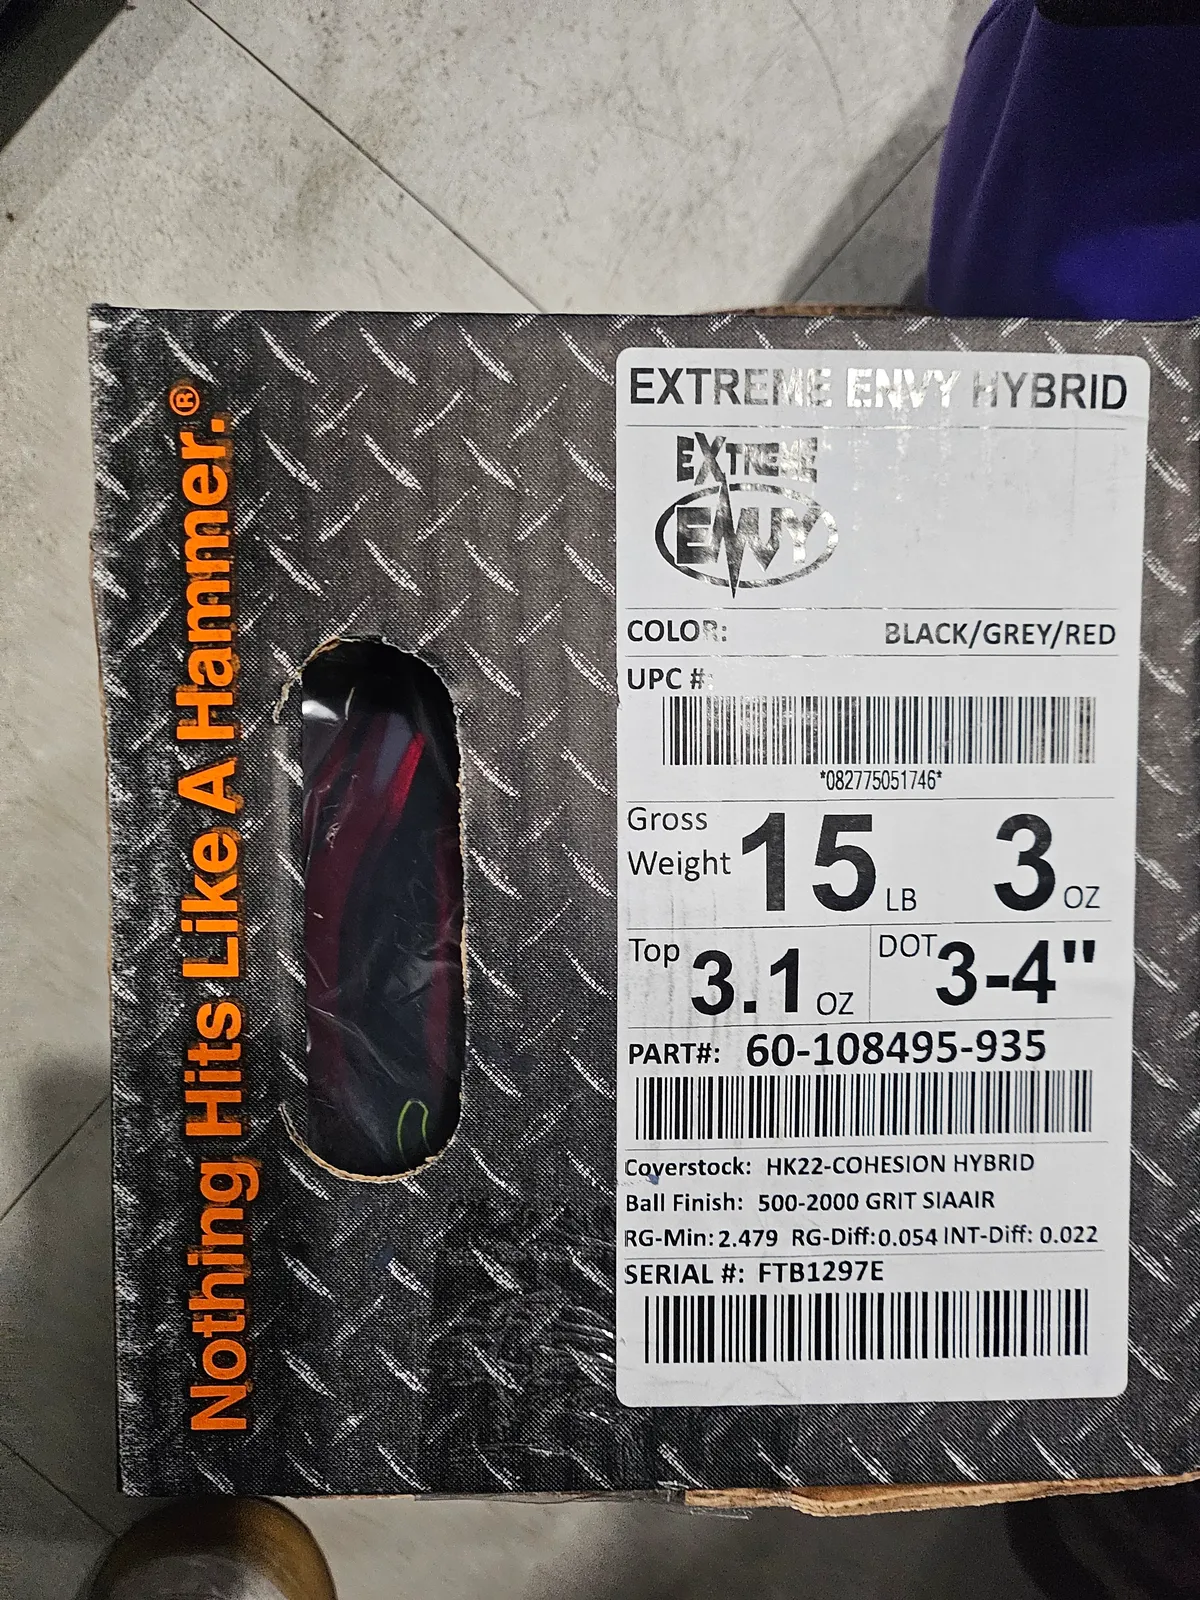 Nothing Hits Like A Hammer.®
EXTREME ENVY HYBRID
EXTREME
ENVY
COLOR: BLACK/GREY/RED
UPC #:
*082775051746*
Gross Weight 15 LB 3 OZ
Top 3.1 OZ DOT 3-4"
PART#: 60-108495-935
Coverstock: HK22-COHESION HYBRID
Ball Finish: 500-2000 GRIT SIAAIR
RG-Min: 2.479 RG-Diff: 0.054 INT-Diff: 0.022
SERIAL #: FTB1297E